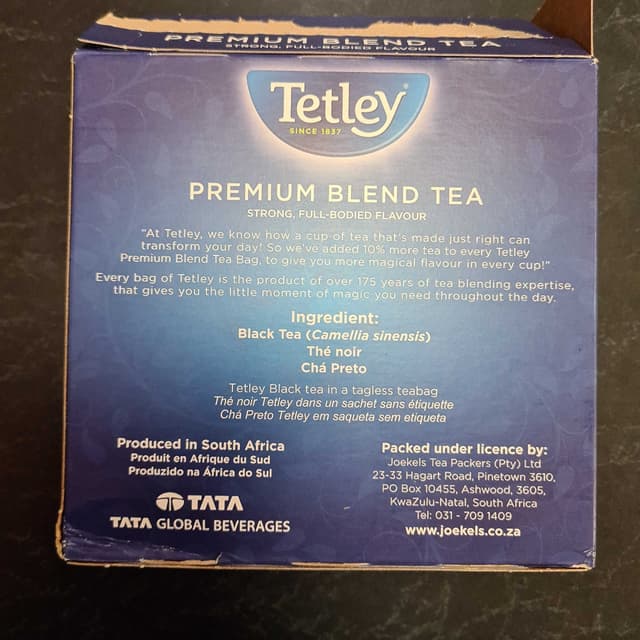 PREMIUM BLEND TEA
STRONG, FULL-BODIED FLAVOUR
Tetley®
SINCE 1837
PREMIUM BLEND TEA
STRONG, FULL-BODIED FLAVOUR
"At Tetley, we know how a cup of tea that's made just right can
transform your day! So we've added 10% more tea to every Tetley
Premium Blend Tea Bag, to give you more magical flavour in every cup!"
Every bag of Tetley is the product of over 175 years of tea blending expertise,
that gives you the little moment of magic you need throughout the day.
Ingredient:
Black Tea (Camellia sinensis)
Thé noir
Chá Preto
Tetley Black tea in a tagless teabag
Thé noir Tetley dans un sachet sans étiquette
Chá Preto Tetley em saqueta sem etiqueta
Produced in South Africa
Produit en Afrique du Sud
Produzido na África do Sul
TATA
TATA GLOBAL BEVERAGES
Packed under licence by:
Joekels Tea Packers (Pty) Ltd
23-33 Hagart Road, Pinetown 3610,
PO Box 10455, Ashwood, 3605,
KwaZulu-Natal, South Africa
Tel: 031 - 709 1409
www.joekels.co.za